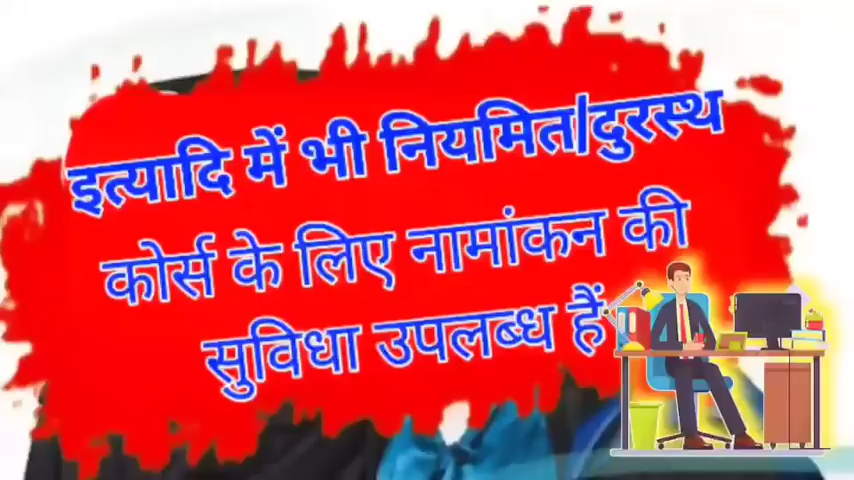 इत्यादि में भी नियमित/दुरस्थ
कोर्स के लिए नामांकन की
सुविधा उपलब्ध हैं